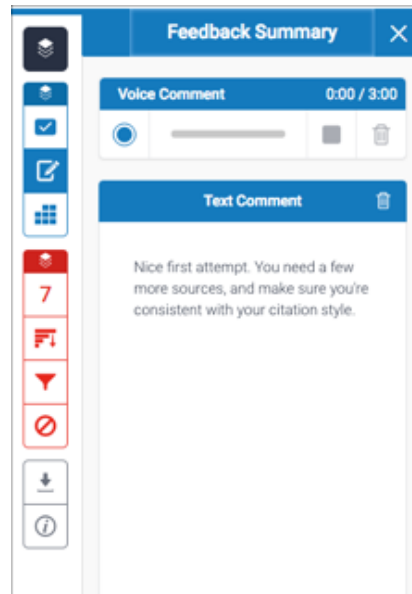 Feedback Summary
Voice Comment 0:00 / 3:00
Text Comment
7
Nice first attempt. You need a few
more sources, and make sure you're
consistent with your citation style.